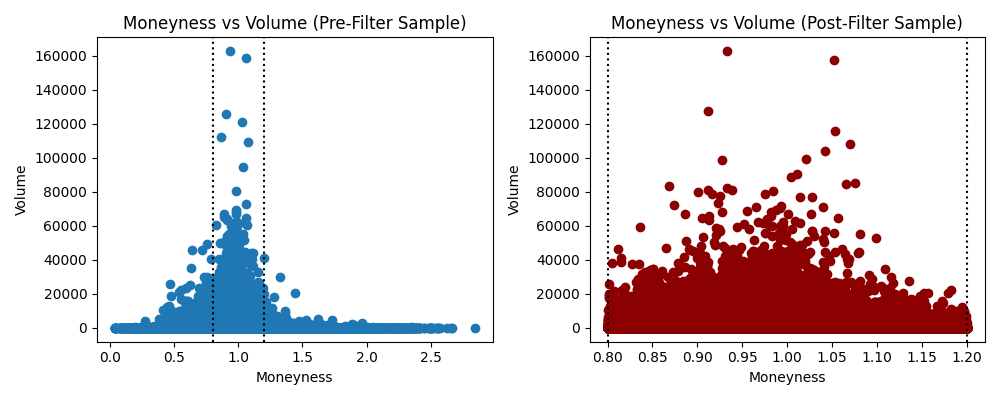 Moneyness vs Volume (Pre-Filter Sample)
160000
140000
120000
100000
80000
60000
40000
20000
0
Volume
0.0 0.5 1.0 1.5 2.0 2.5
Moneyness
Moneyness vs Volume (Post-Filter Sample)
160000
140000
120000
100000
80000
60000
40000
20000
0
Volume
0.80 0.85 0.90 0.95 1.00 1.05 1.10 1.15 1.20
Moneyness